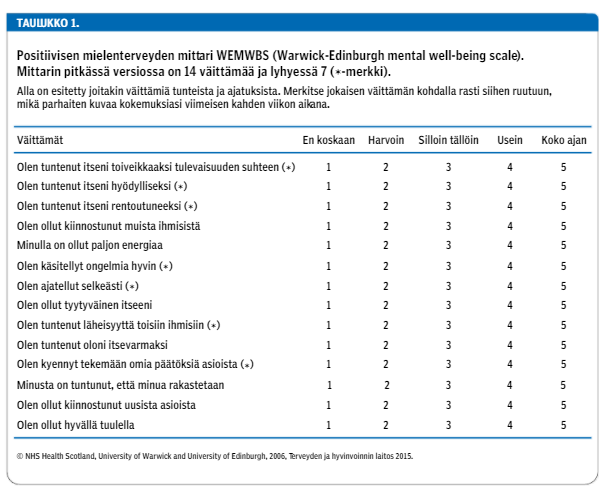 TAULUKKO 1.
Positiivisen mielenterveyden mittari WEMWBS (Warwick-Edinburgh mental well-being scale).
Mittarin pitkässä versiossa on 14 väittämää ja lyhyessä 7 (*-merkki).
Alla on esitetty joitakin väittämiä tunteista ja ajatuksista. Merkitse jokaisen väittämän kohdalla rasti siihen ruutuun,
mikä parhaiten kuvaa kokemuksiasi viimeisen kahden viikon aikana.
Väittämät En koskaan Harvoin Silloin tällöin Usein Koko ajan
Olen tuntenut itseni toiveikkaaksi tulevaisuuden suhteen (*) 1 2 3 4 5
Olen tuntenut itseni hyödylliseksi (*) 1 2 3 4 5
Olen tuntenut itseni rentoutuneeksi (*) 1 2 3 4 5
Olen ollut kiinnostunut muista ihmisistä 1 2 3 4 5
Minulla on ollut paljon energiaa 1 2 3 4 5
Olen käsitellyt ongelmia hyvin (*) 1 2 3 4 5
Olen ajatellut selkeästi (*) 1 2 3 4 5
Olen ollut tyytyväinen itseeni 1 2 3 4 5
Olen tuntenut läheisyyttä toisiin ihmisiin (*) 1 2 3 4 5
Olen tuntenut oloni itsevarmaksi 1 2 3 4 5
Olen kyennyt tekemään omia päätöksiä asioista (*) 1 2 3 4 5
Minusta on tuntunut, että minua rakastetaan 1 2 3 4 5
Olen ollut kiinnostunut uusista asioista 1 2 3 4 5
Olen ollut hyvällä tuulella 1 2 3 4 5
© NHS Health Scotland, University of Warwick and University of Edinburgh, 2006, Terveyden ja hyvinvoinnin laitos 2015.